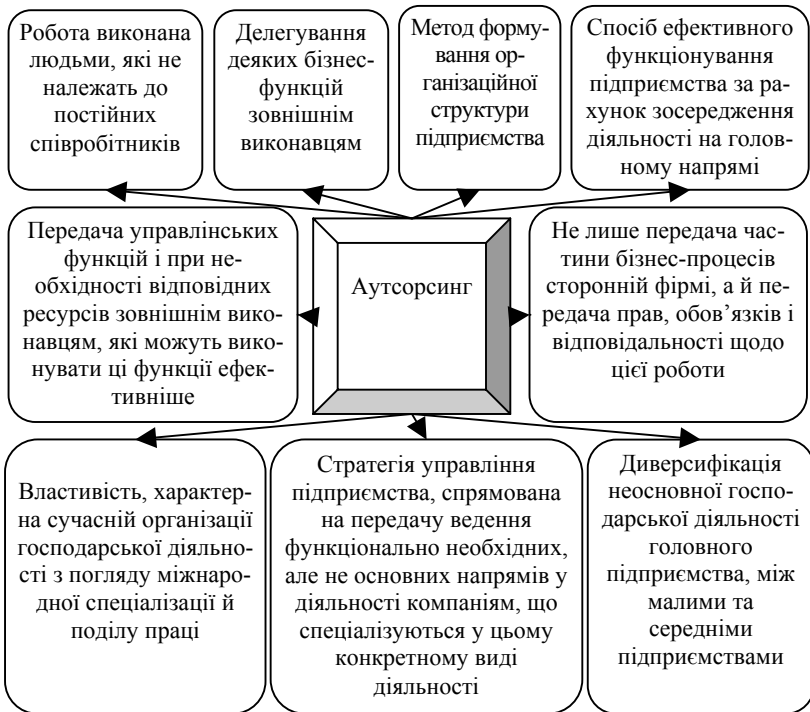 Робота виконана
людьми, які не
належать до
постійних
співробітників
Делегування
деяких бізнес-
функцій
зовнішнім
виконавцям
Метод форму-
вання ор-
ганізаційної
структури
підприємства
Спосіб ефективного
функціонування
підприємства за ра-
хунок зосередження
діяльності на голов-
ному напрямі
Передача управлінських
функцій і при не-
обхідності відповідних
ресурсів зовнішнім вико-
навцям, які можуть вико-
нувати ці функції ефек-
тивніше
Аутсорсинг
Не лише передача час-
тини бізнес-процесів
сторонній фірмі, а й пе-
редача прав, обов’язків і
відповідальності щодо
цієї роботи
Властивість, характер-
на сучасній організації
господарської діяльно-
сті з погляду міжнаро-
дної спеціалізації й
поділу праці
Стратегія управління
підприємства, спрямована
на передачу ведення
функціонально необхідних,
але не основних напрямів у
діяльності компаніям, що
спеціалізуються у цьому
конкретному виді
діяльності
Диверсифікація
неосновної госпо-
дарської діяльності
головного
підприємства, між
малими та
середніми
підприємствами